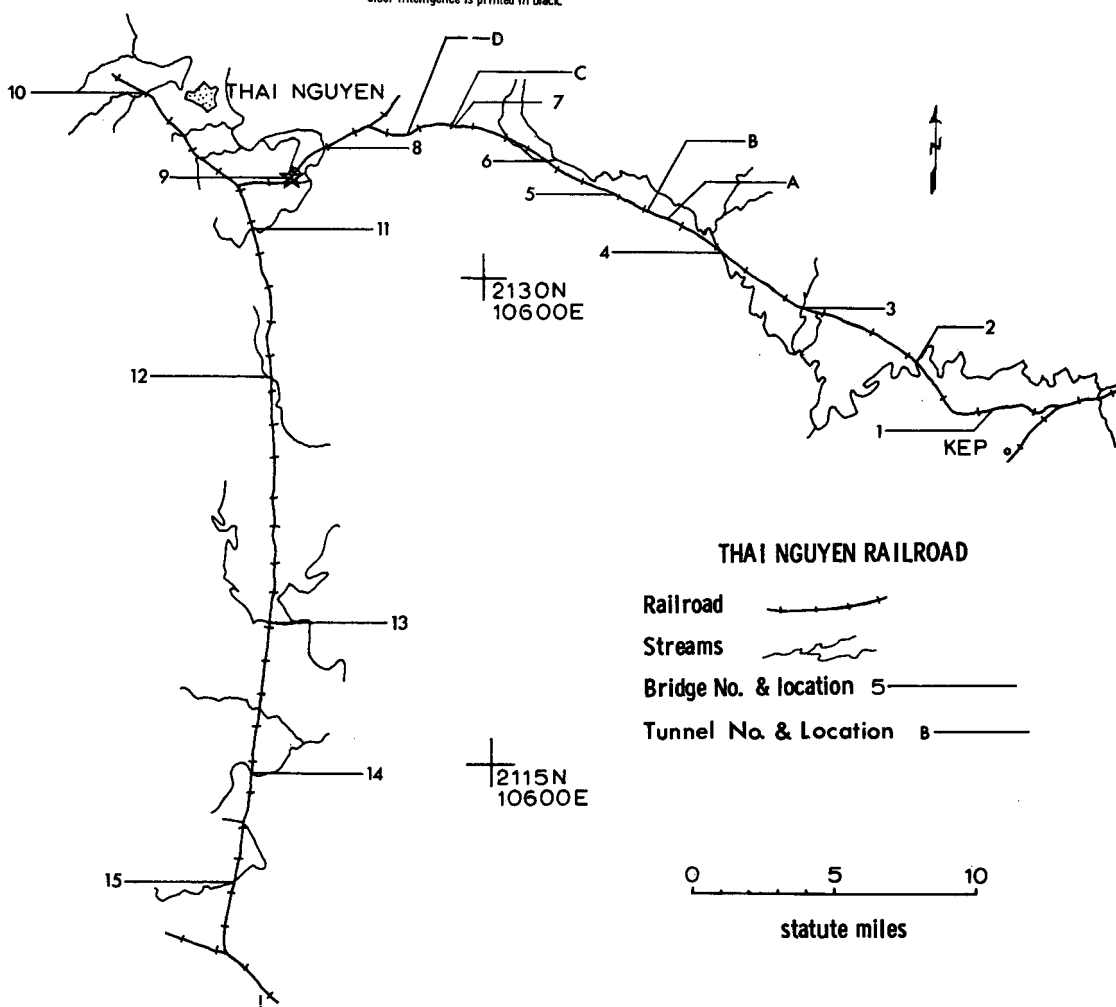 10
THAI NGUYEN
D
C
7
8
B
A
9
6
5
11
4
2130N
10600E
3
2
12
1
KEP
N
13
14
15
2115N
10600E
THAI NGUYEN RAILROAD
Railroad
Streams
Bridge No. & location 5
Tunnel No. & Location B
0 5 10
statute miles